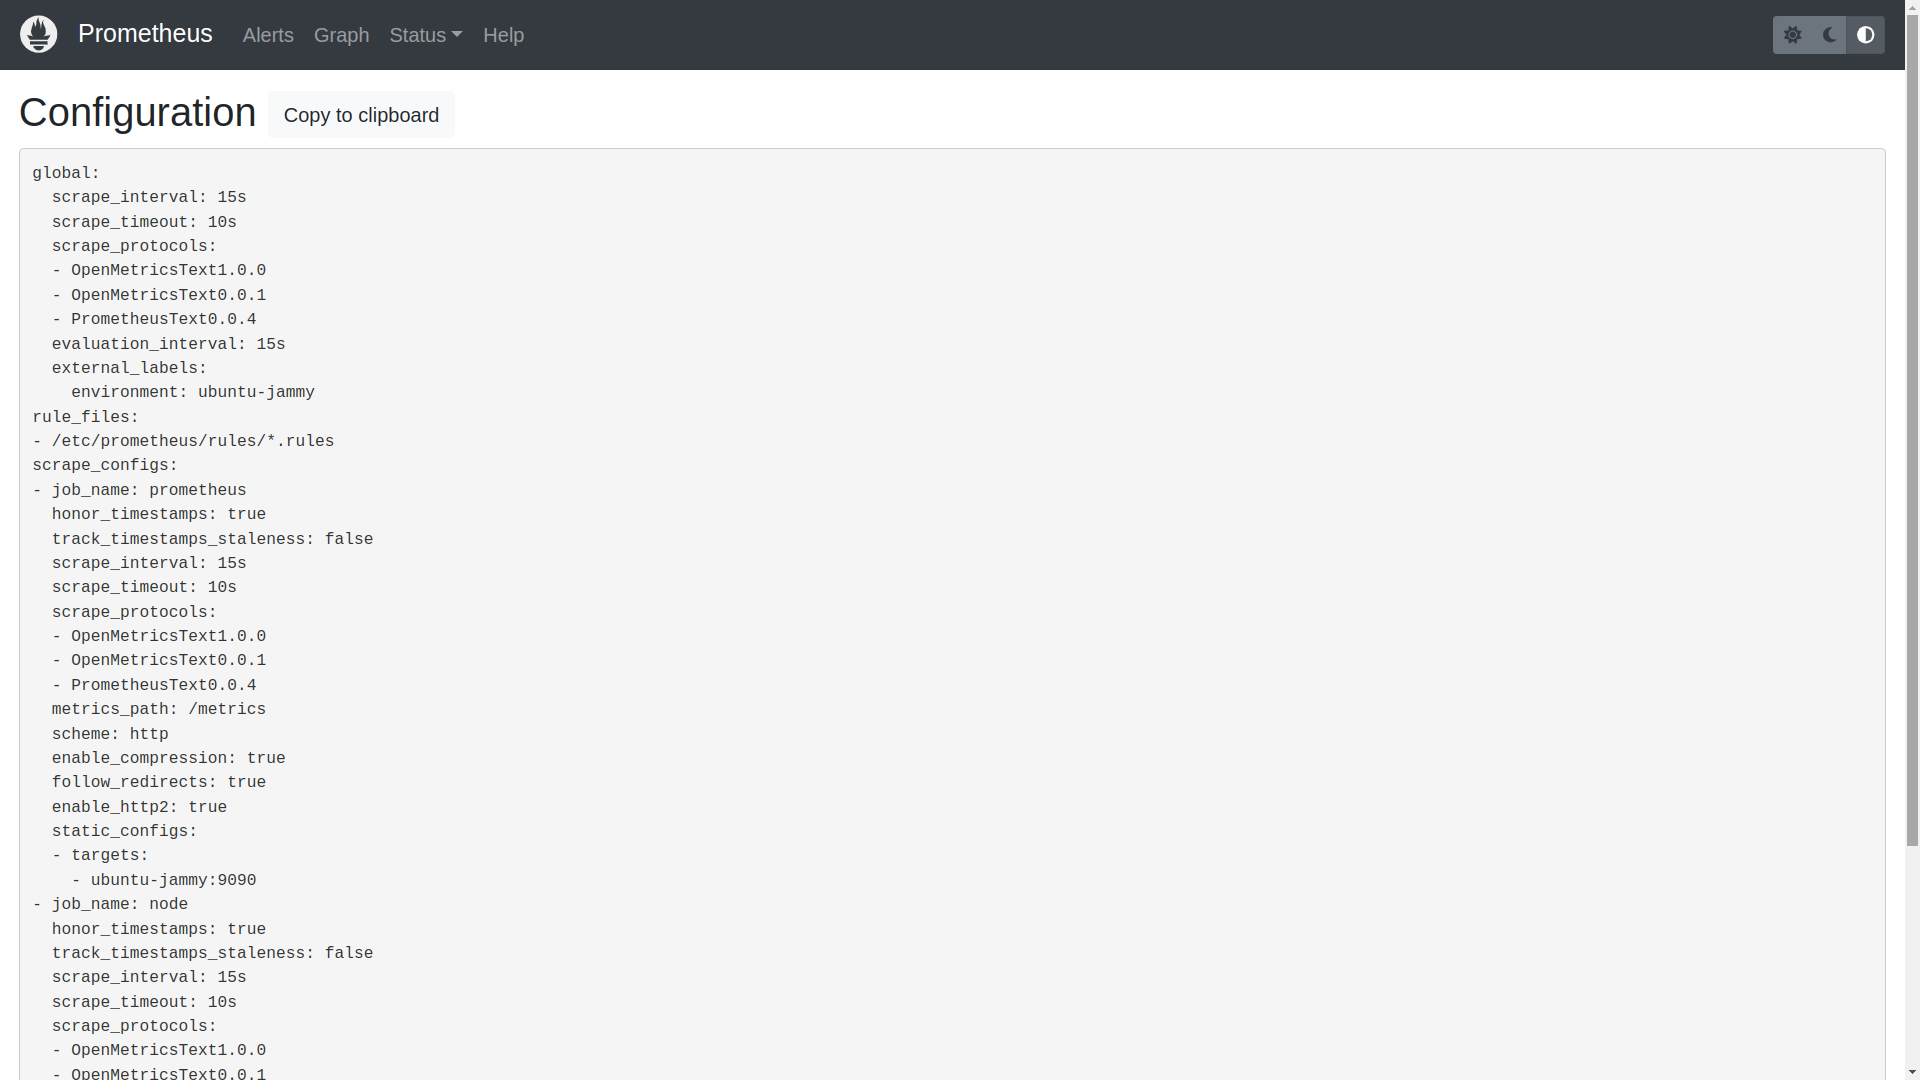 Prometheus Alerts Graph Status Help
Configuration Copy to clipboard
global:
  scrape_interval: 15s
  scrape_timeout: 10s
  scrape_protocols:
  - OpenMetricsText1.0.0
  - OpenMetricsText0.0.1
  - PrometheusText0.0.4
  evaluation_interval: 15s
  external_labels:
    environment: ubuntu-jammy
rule_files:
- /etc/prometheus/rules/*.rules
scrape_configs:
- job_name: prometheus
  honor_timestamps: true
  track_timestamps_staleness: false
  scrape_interval: 15s
  scrape_timeout: 10s
  scrape_protocols:
  - OpenMetricsText1.0.0
  - OpenMetricsText0.0.1
  - PrometheusText0.0.4
  metrics_path: /metrics
  scheme: http
  enable_compression: true
  follow_redirects: true
  enable_http2: true
  static_configs:
  - targets:
    - ubuntu-jammy:9090
- job_name: node
  honor_timestamps: true
  track_timestamps_staleness: false
  scrape_interval: 15s
  scrape_timeout: 10s
  scrape_protocols:
  - OpenMetricsText1.0.0
  - OpenMetricsText0.0.1